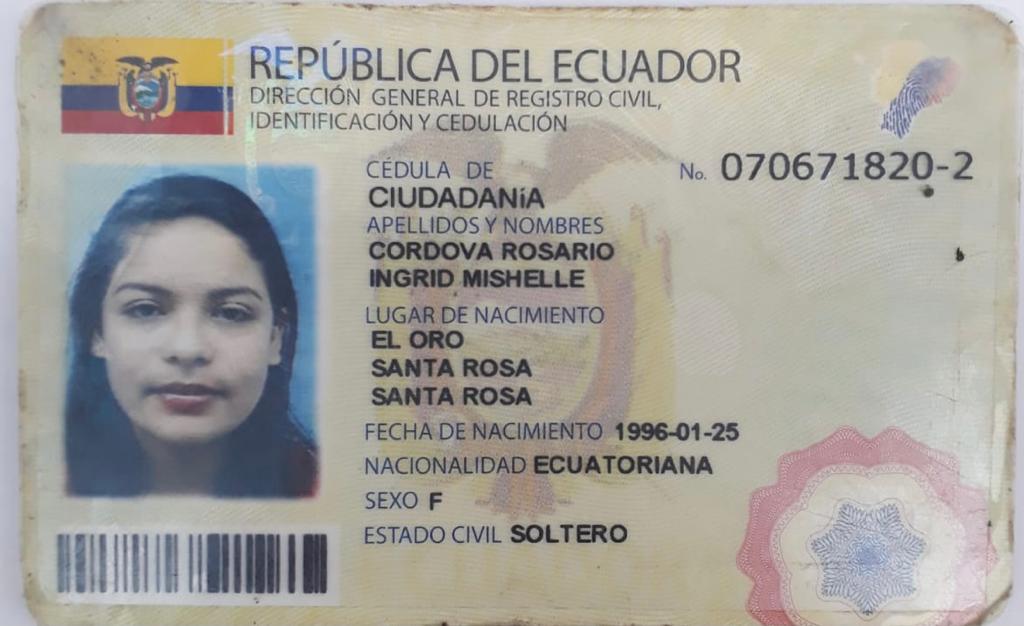 REPÚBLICA DEL ECUADOR
DIRECCIÓN GENERAL DE REGISTRO CIVIL,
IDENTIFICACIÓN Y CEDULACIÓN
CÉDULA DE No. 070671820-2
CIUDADANíA
APELLIDOS Y NOMBRES
CORDOVA ROSARIO
INGRID MISHELLE
LUGAR DE NACIMIENTO
EL ORO
SANTA ROSA
SANTA ROSA
FECHA DE NACIMIENTO 1996-01-25
NACIONALIDAD ECUATORIANA
SEXO F
ESTADO CIVIL SOLTERO